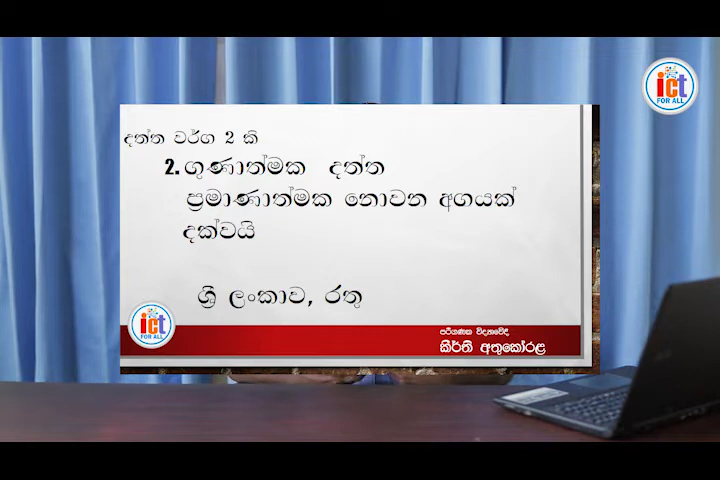 ict
FOR ALL
දත්ත වර්ග 2 කි
2. ගුණාත්මක දත්ත
ප්‍රමාණාත්මක නොවන අගයක්
දක්වයි
ශ්‍රී ලංකාව, රතු
ict
FOR ALL
පරිගණක විද්‍යාවේදී
කීර්ති අතුකෝරළ